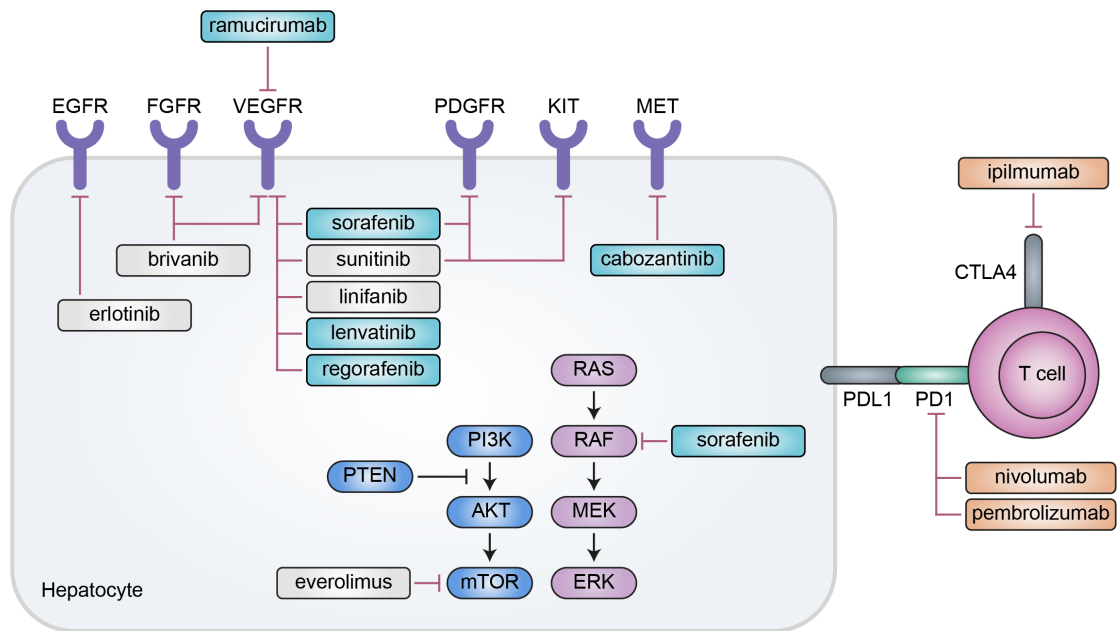 ramucirumab
EGFR
FGFR
VEGFR
PDGFR
KIT
MET
ipilmumab
sorafenib
brivanib
sunitinib
cabozantinib
CTLA4
linifanib
erlotinib
lenvatinib
regorafenib
RAS
T cell
PDL1
PD1
PI3K
RAF
sorafenib
PTEN
nivolumab
AKT
MEK
pembrolizumab
everolimus
mTOR
ERK
Hepatocyte